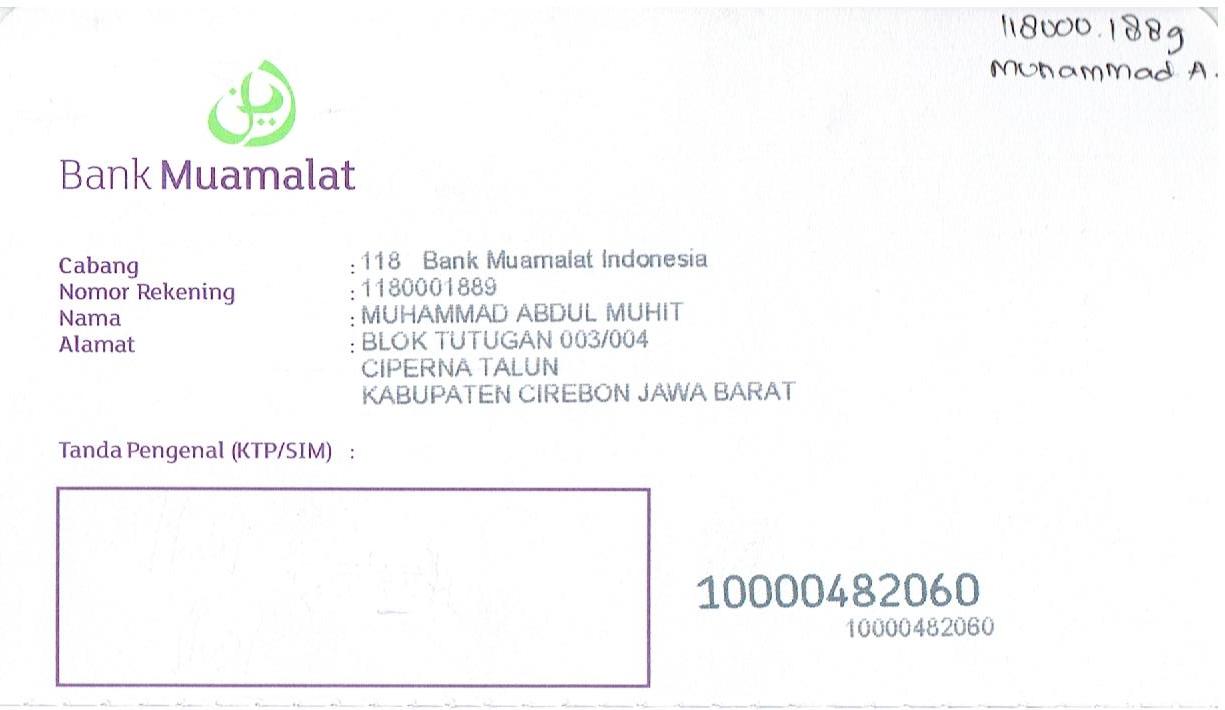 118000.1889
Muhammad A.
Bank Muamalat
Cabang : 118 Bank Muamalat Indonesia
Nomor Rekening : 1180001889
Nama : MUHAMMAD ABDUL MUHIT
Alamat : BLOK TUTUGAN 003/004
CIPERNA TALUN
KABUPATEN CIREBON JAWA BARAT
Tanda Pengenal (KTP/SIM) :
10000482060
10000482060